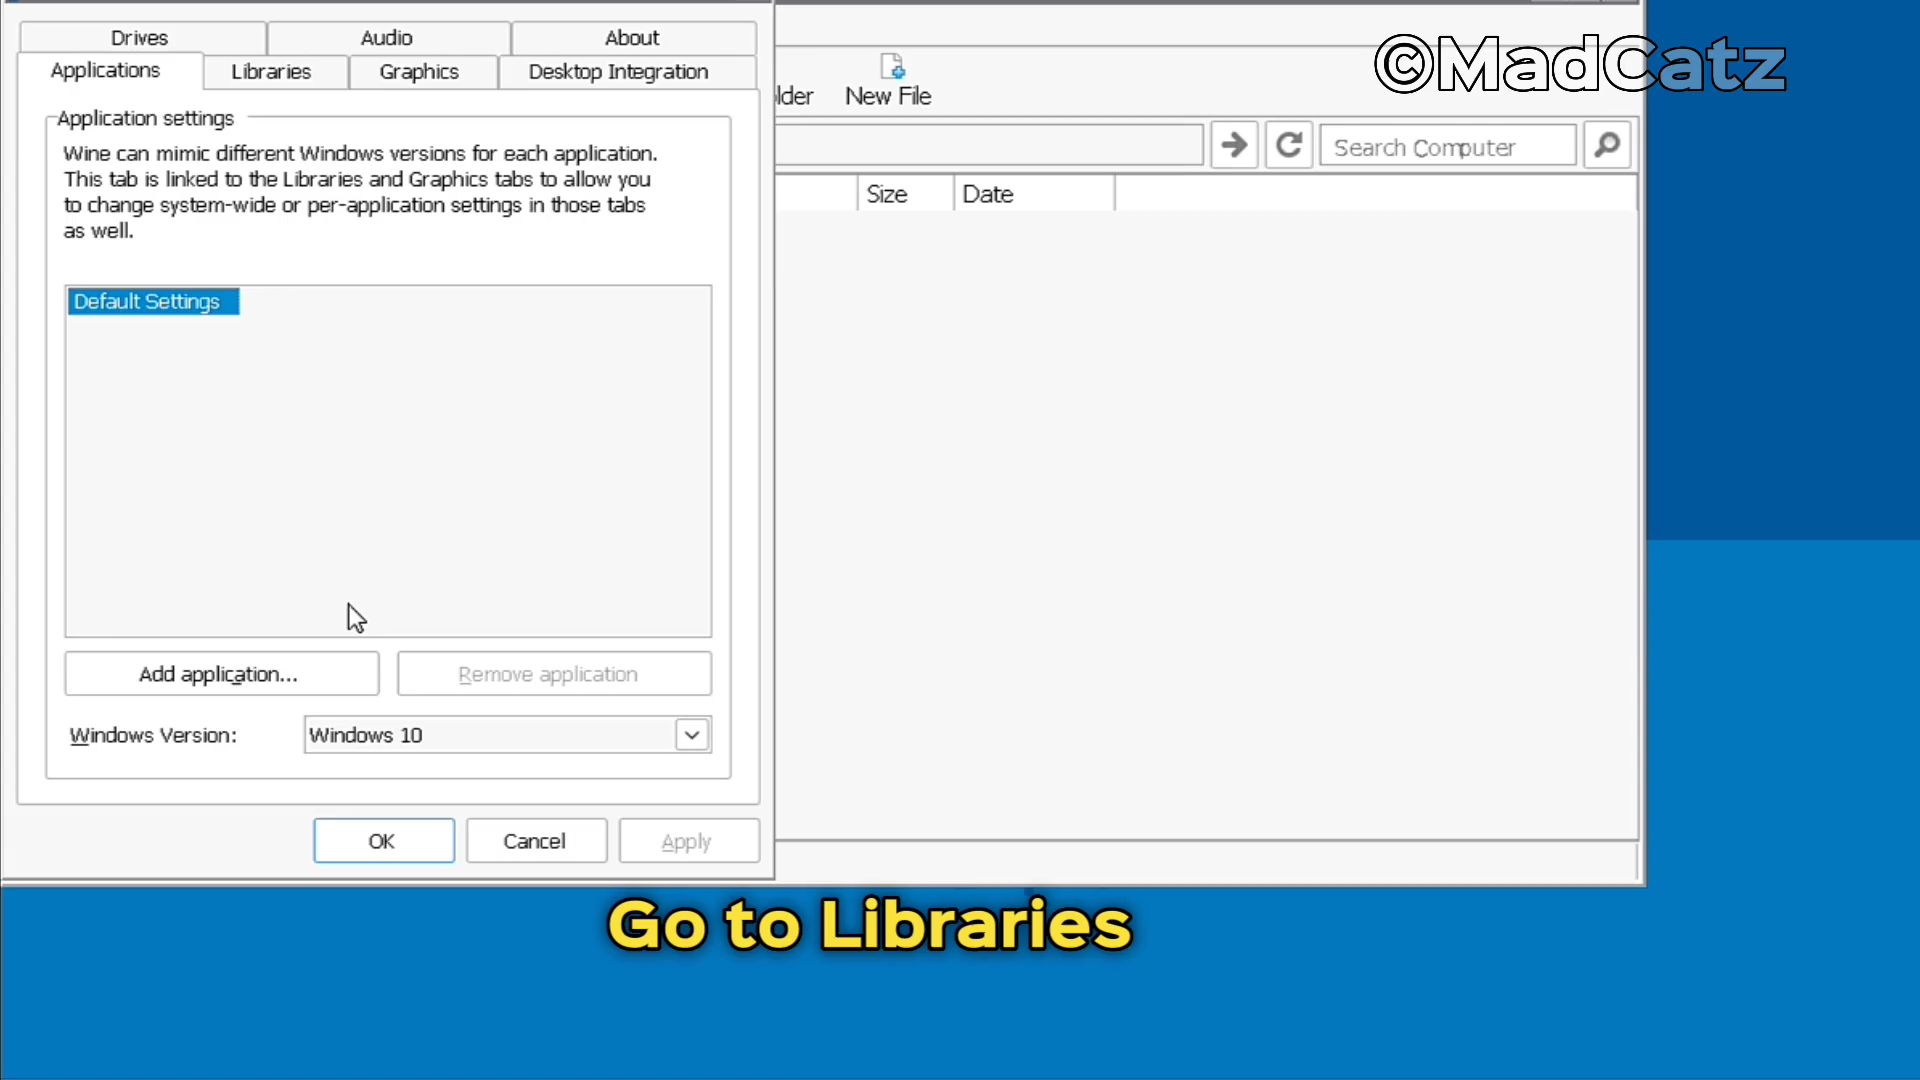 Drives
Audio
About
Applications
Libraries
Graphics
Desktop Integration
Application settings
Wine can mimic different Windows versions for each application.
This tab is linked to the Libraries and Graphics tabs to allow you
to change system-wide or per-application settings in those tabs
as well.
Default Settings
Add application...
Remove application
Windows Version:
Windows 10
OK
Cancel
Apply
lder
New File
©MadCatz
Search Computer
Size
Date
Go to Libraries